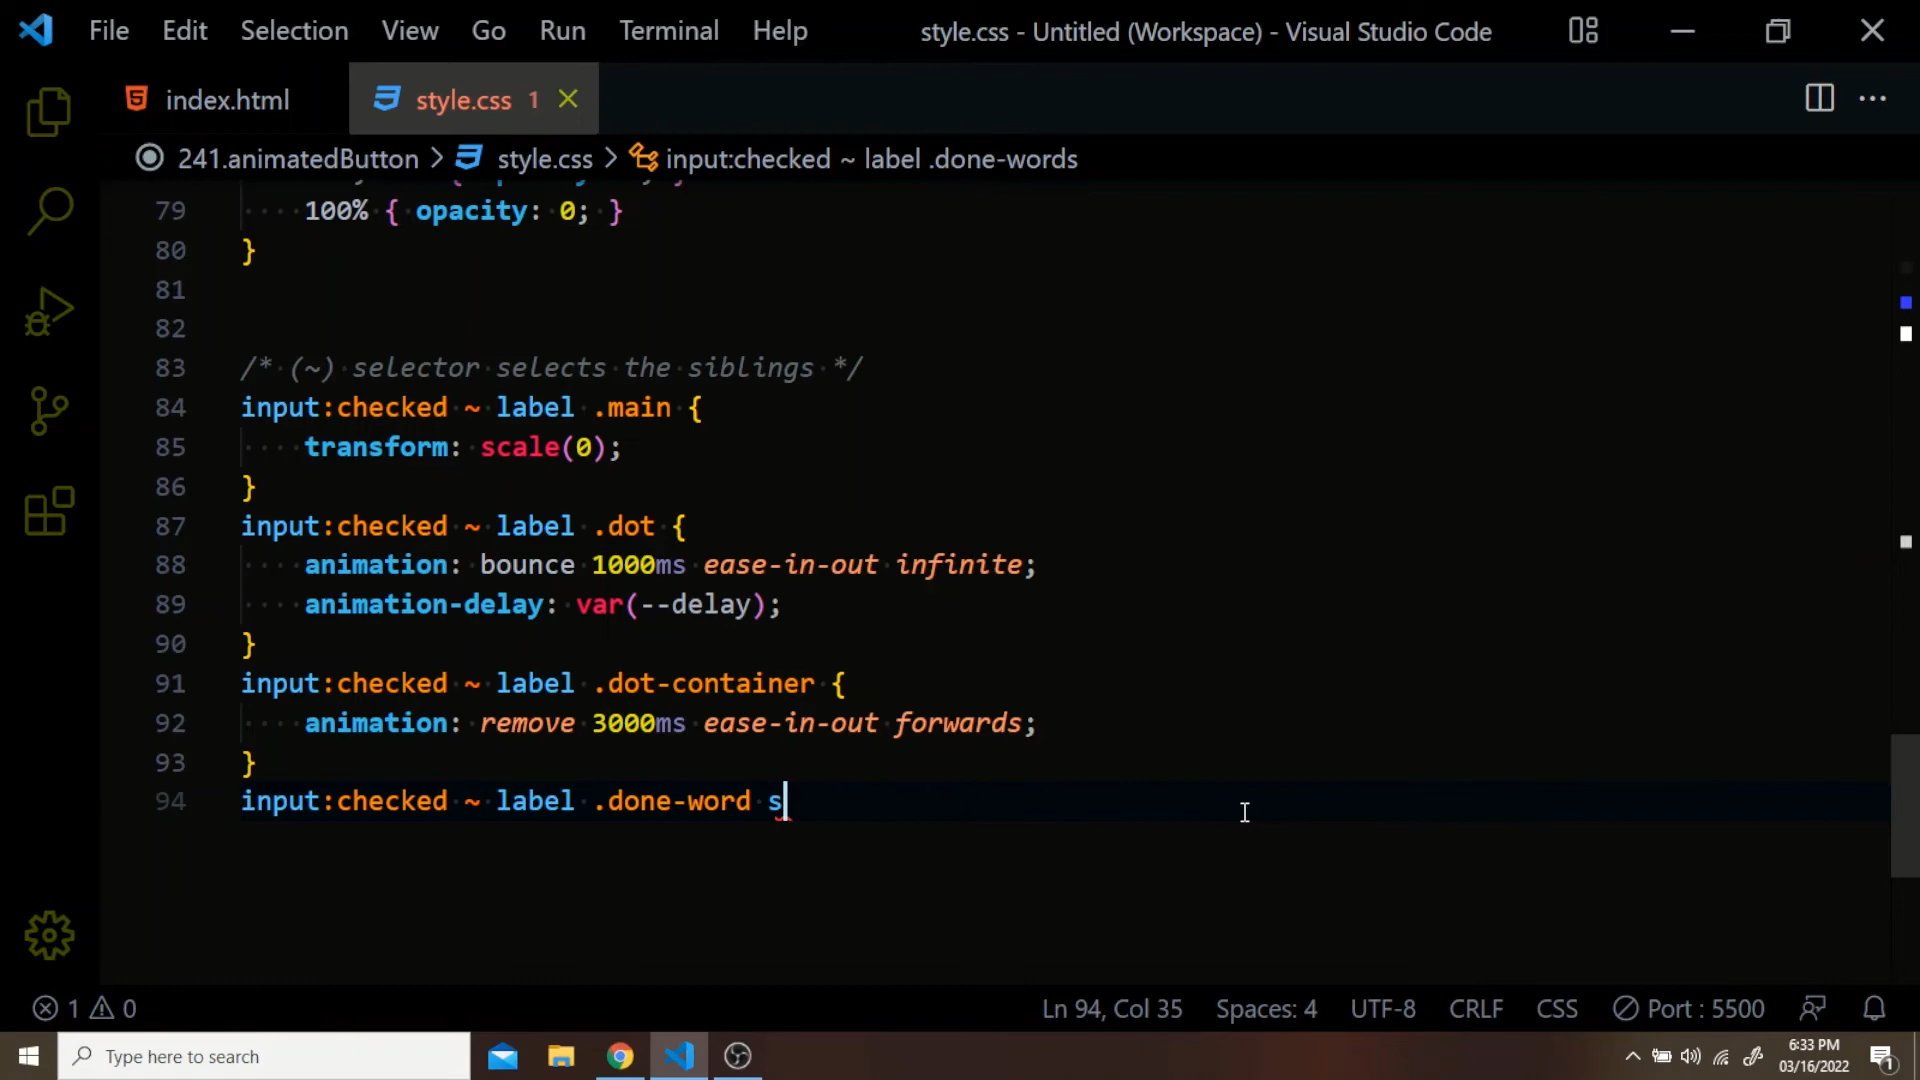 File Edit Selection View Go Run Terminal Help style.css - Untitled (Workspace) - Visual Studio Code
index.html style.css 1
241.animatedButton > style.css > input:checked ~ label .done-words
79 100% { opacity: 0; }
80 }
81
82
83 /* (~) selector selects the siblings */
84 input:checked ~ label .main {
85 transform: scale(0);
86 }
87 input:checked ~ label .dot {
88 animation: bounce 1000ms ease-in-out infinite;
89 animation-delay: var(--delay);
90 }
91 input:checked ~ label .dot-container {
92 animation: remove 3000ms ease-in-out forwards;
93 }
94 input:checked ~ label .done-word s
1 0 Ln 94, Col 35 Spaces: 4 UTF-8 CRLF CSS Port : 5500
Type here to search
6:33 PM
03/16/2022
1